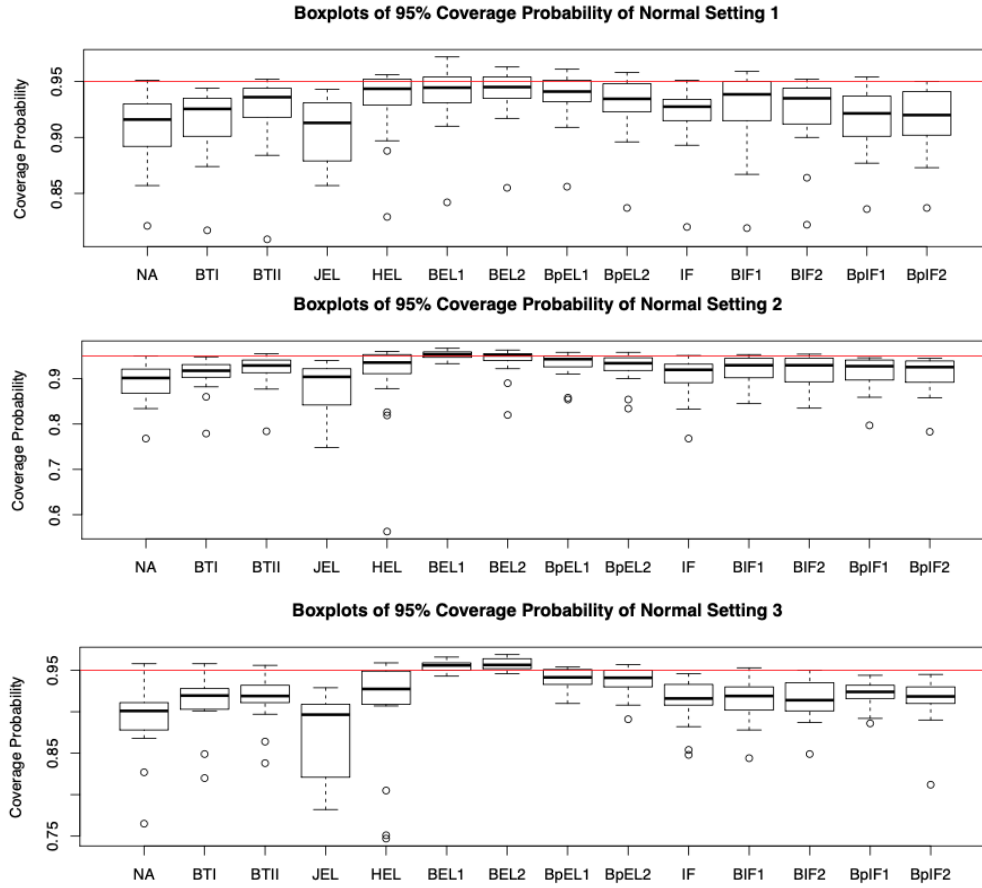 Boxplots of 95% Coverage Probability of Normal Setting 1
Coverage Probability
0.95
0.90
0.85
NA BTI BTII JEL HEL BEL1 BEL2 BpEL1 BpEL2 IF BIF1 BIF2 BpIF1 BpIF2
Boxplots of 95% Coverage Probability of Normal Setting 2
Coverage Probability
0.9
0.8
0.7
0.6
NA BTI BTII JEL HEL BEL1 BEL2 BpEL1 BpEL2 IF BIF1 BIF2 BpIF1 BpIF2
Boxplots of 95% Coverage Probability of Normal Setting 3
Coverage Probability
0.95
0.85
0.75
NA BTI BTII JEL HEL BEL1 BEL2 BpEL1 BpEL2 IF BIF1 BIF2 BpIF1 BpIF2